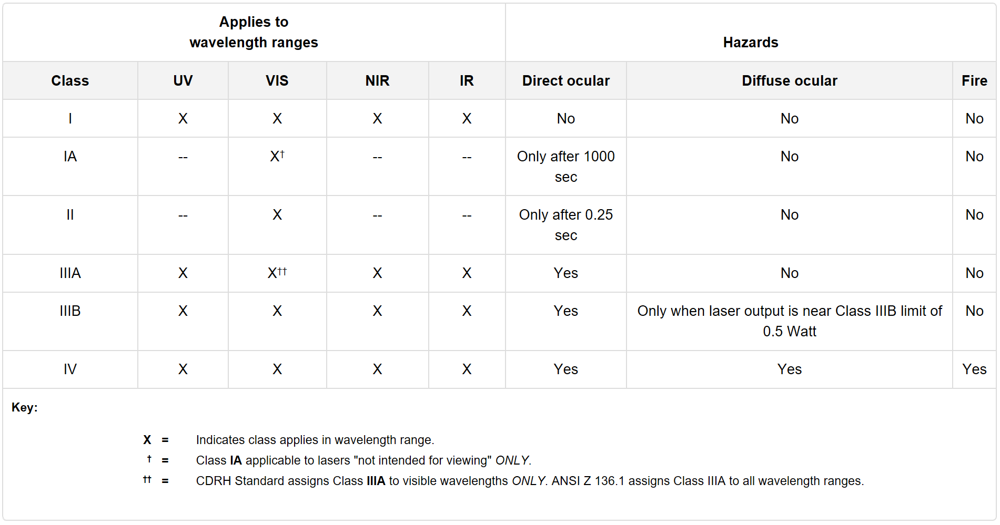 Applies to
wavelength ranges
Hazards
Class UV VIS NIR IR Direct ocular Diffuse ocular Fire
I X X X X No No No
IA -- X† -- -- Only after 1000 sec No No
II -- X -- -- Only after 0.25 sec No No
IIIA X X†† X X Yes No No
IIIB X X X X Yes Only when laser output is near Class IIIB limit of 0.5 Watt No
IV X X X X Yes Yes Yes
Key:
X = Indicates class applies in wavelength range.
† = Class IA applicable to lasers "not intended for viewing" ONLY.
†† = CDRH Standard assigns Class IIIA to visible wavelengths ONLY. ANSI Z 136.1 assigns Class IIIA to all wavelength ranges.